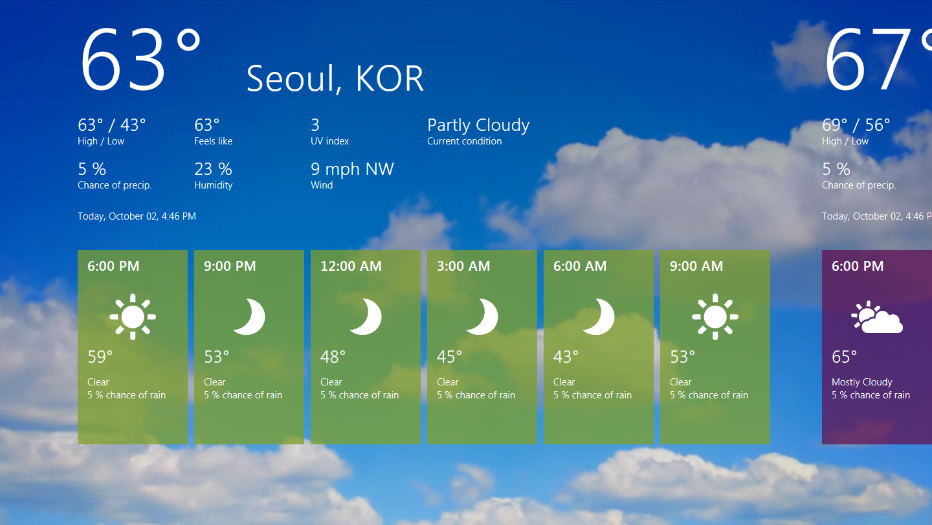 63°
Seoul, KOR
63° / 43°
High / Low
63°
Feels like
3
UV index
Partly Cloudy
Current condition
5 %
Chance of precip.
23 %
Humidity
9 mph NW
Wind
Today, October 02, 4:46 PM
6:00 PM
59°
Clear
5 % chance of rain
9:00 PM
53°
Clear
5 % chance of rain
12:00 AM
48°
Clear
5 % chance of rain
3:00 AM
45°
Clear
5 % chance of rain
6:00 AM
43°
Clear
5 % chance of rain
9:00 AM
53°
Clear
5 % chance of rain
67°
69° / 56°
High / Low
5 %
Chance of precip.
Today, October 02, 4:46 P
6:00 PM
65°
Mostly Cloudy
5 % chance of rain